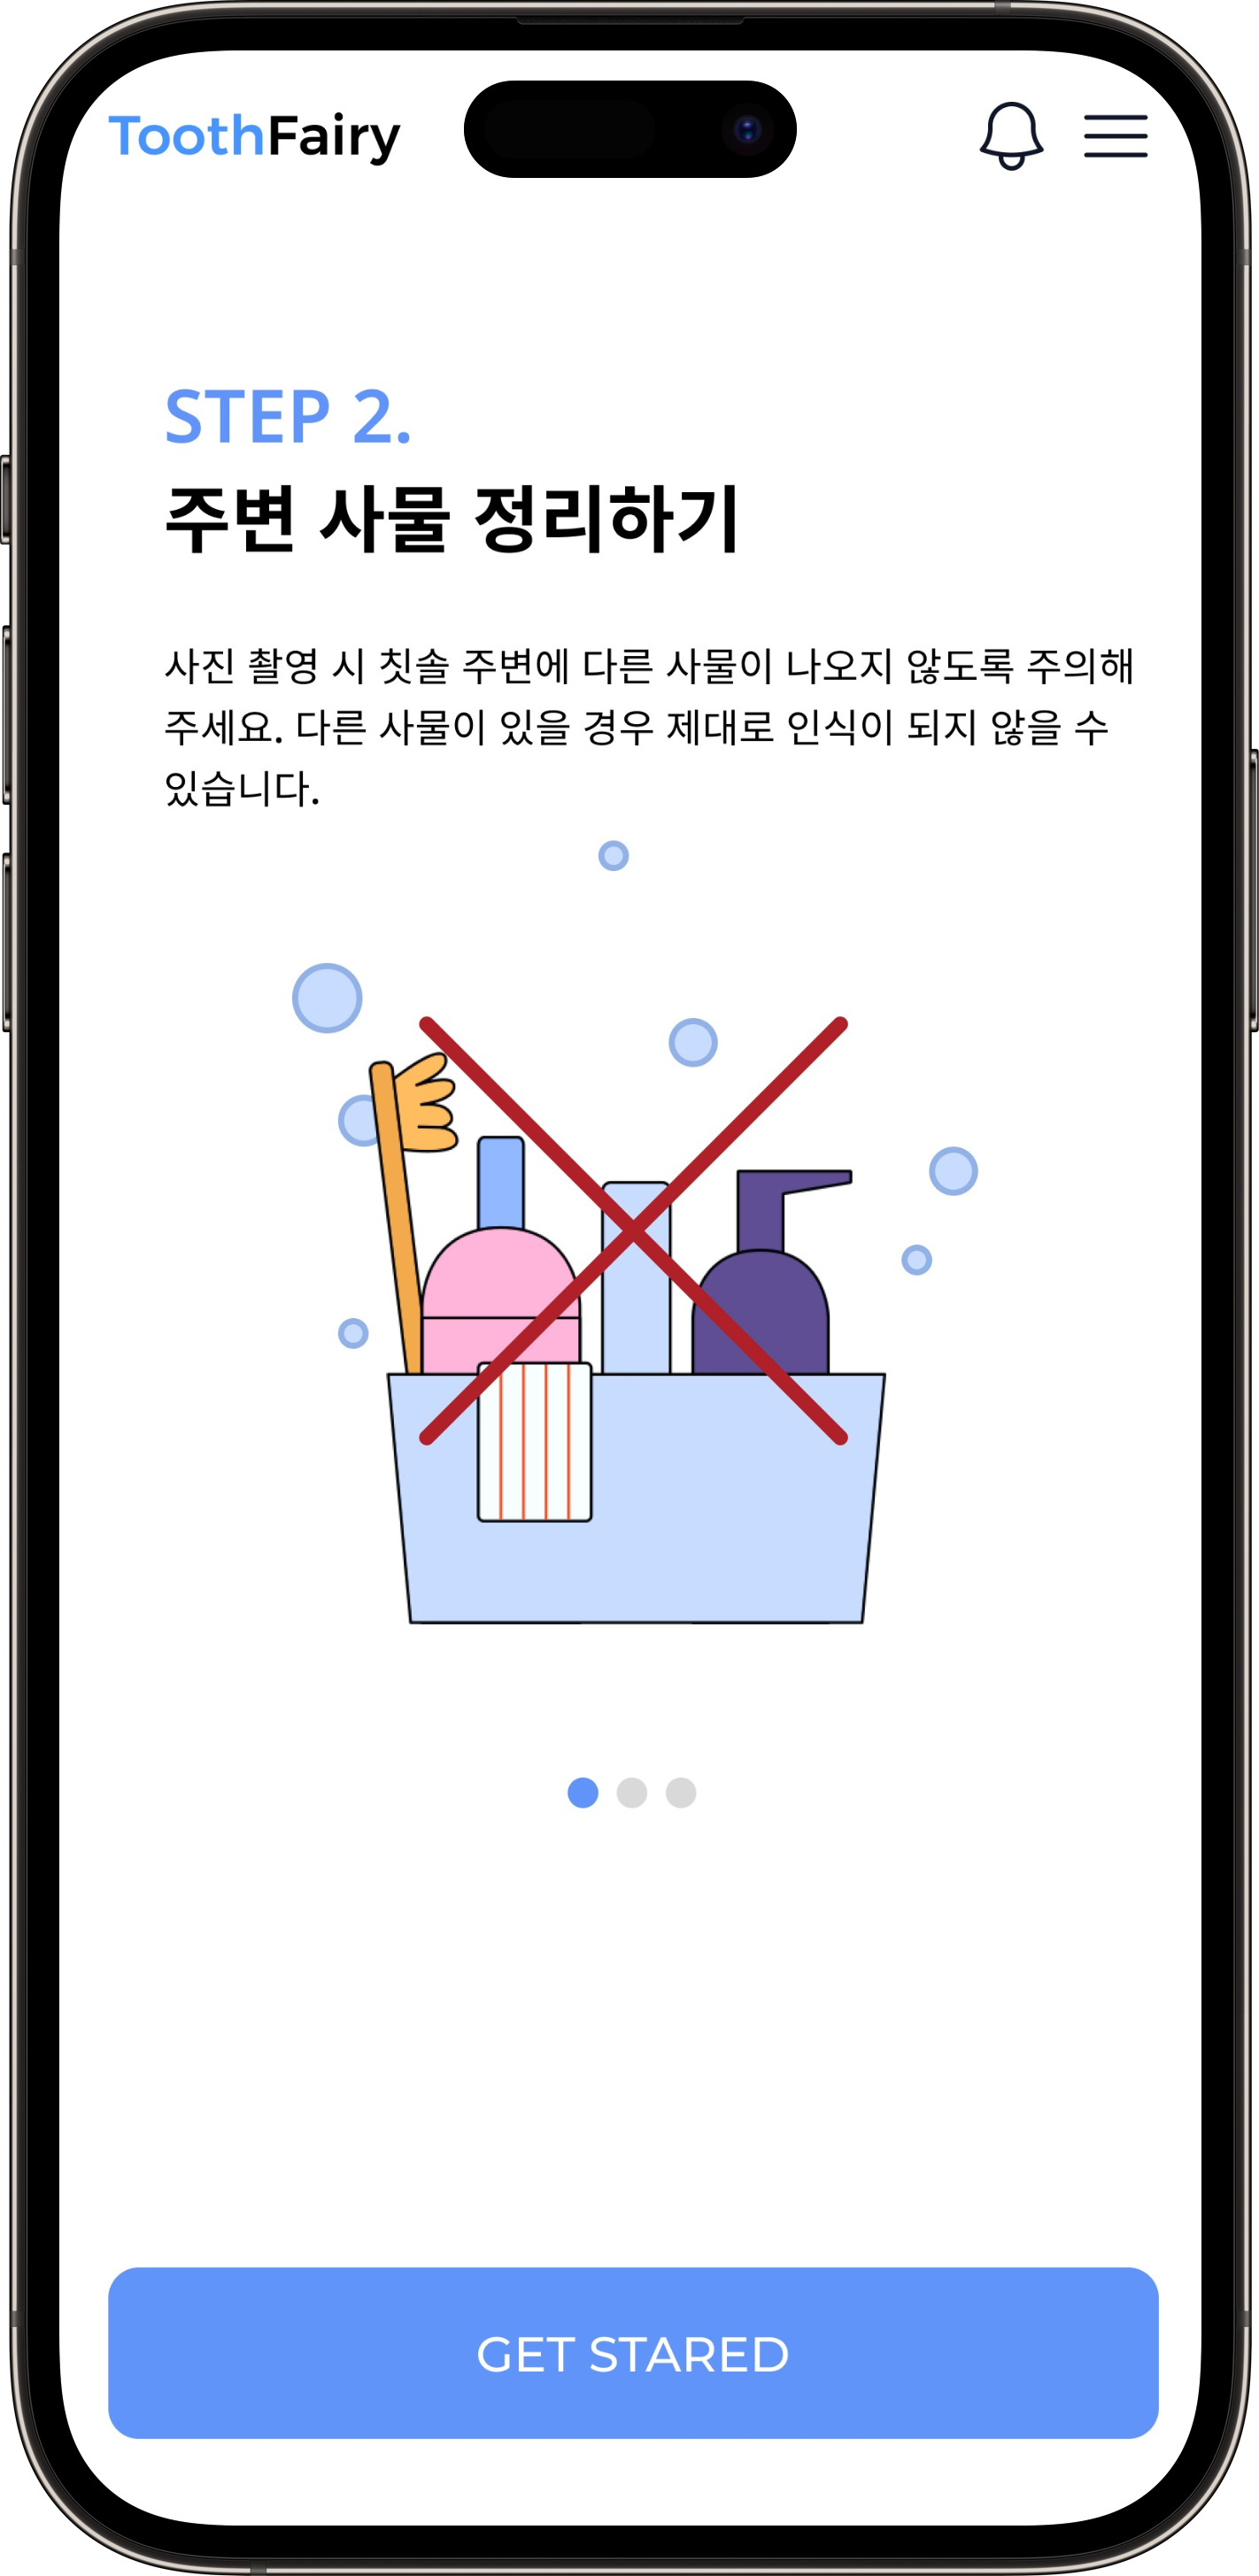 ToothFairy
STEP 2.
주변 사물 정리하기
사진 촬영 시 칫솔 주변에 다른 사물이 나오지 않도록 주의해
주세요. 다른 사물이 있을 경우 제대로 인식이 되지 않을 수
있습니다.
GET STARED